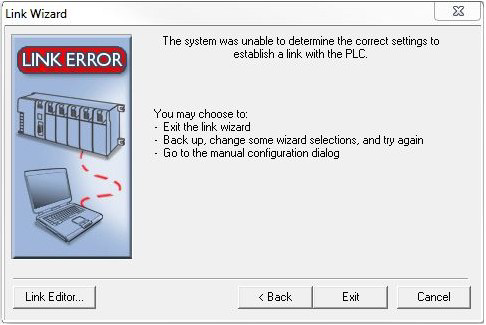 Link Wizard
LINK ERROR
The system was unable to determine the correct settings to
establish a link with the PLC.
You may choose to:
- Exit the link wizard
- Back up, change some wizard selections, and try again
- Go to the manual configuration dialog
Link Editor...
< Back
Exit
Cancel